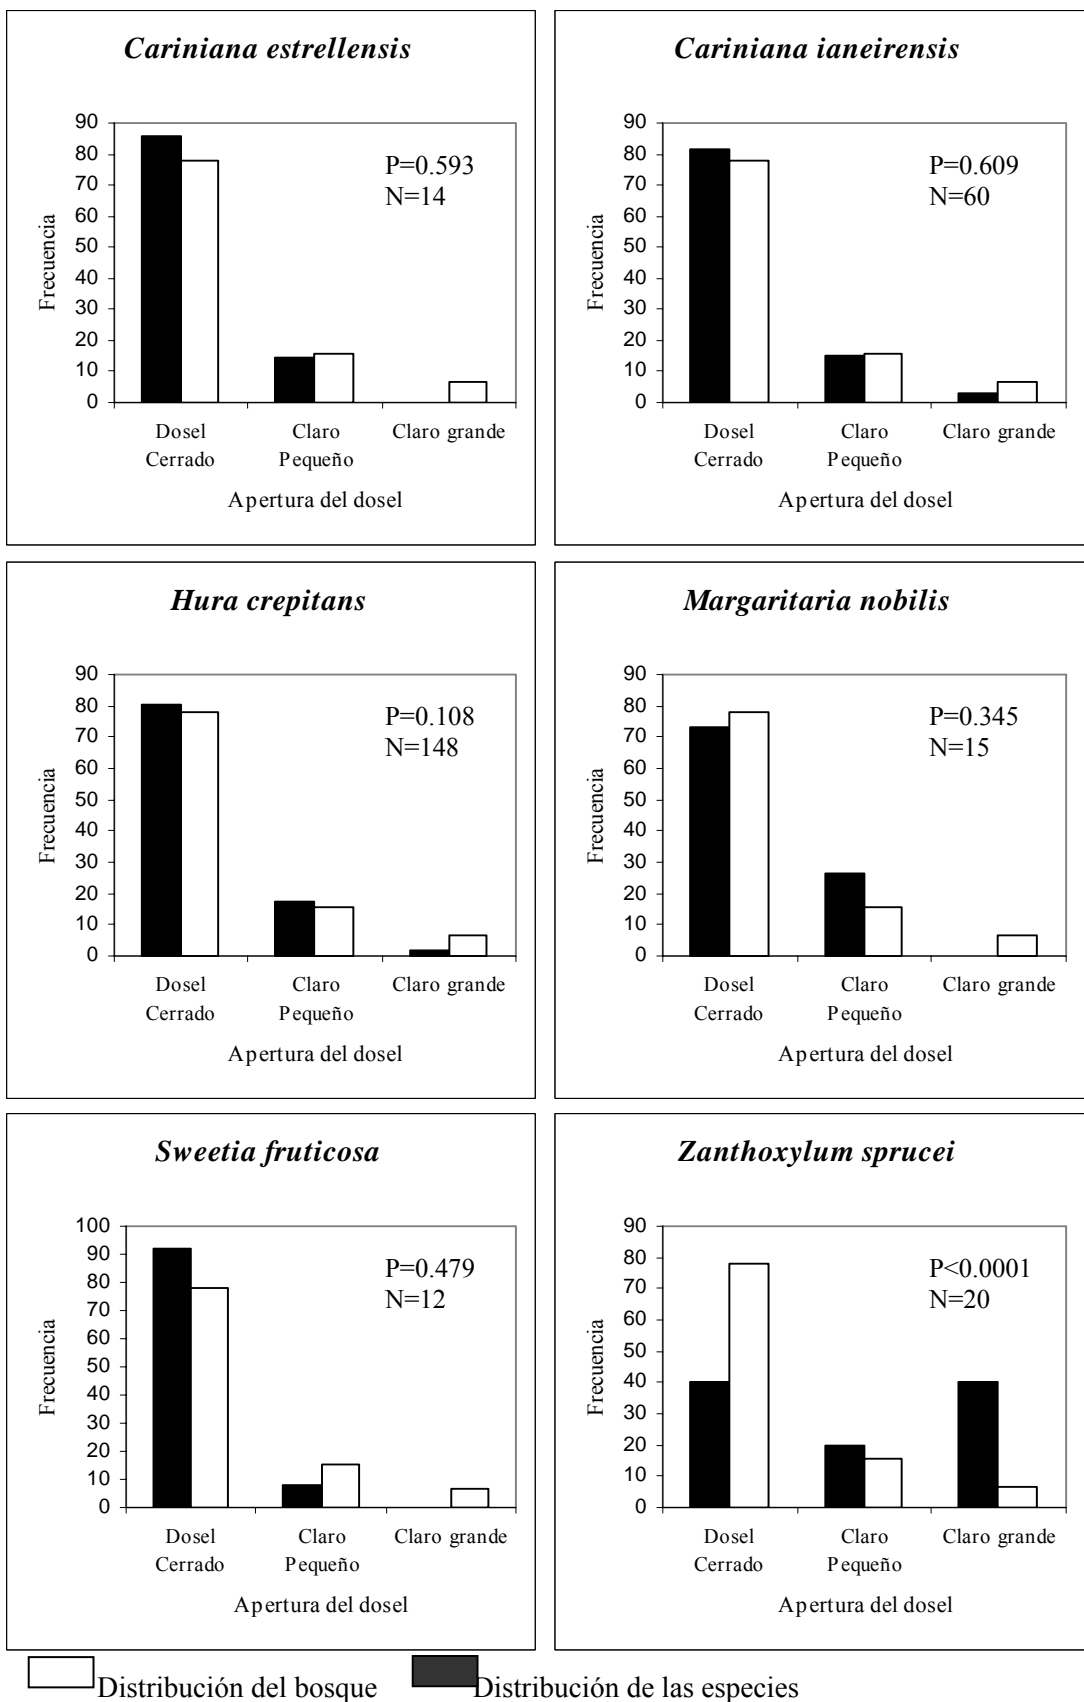 Cariniana estrellensis
90
80
70
60
50
40
30
20
10
0
Frecuencia
P=0.593
N=14
Dosel
Cerrado
Claro
Pequeño
Claro grande
Apertura del dosel
Cariniana ianeirensis
90
80
70
60
50
40
30
20
10
0
Frecuencia
P=0.609
N=60
Dosel
Cerrado
Claro
Pequeño
Claro grande
Apertura del dosel
Hura crepitans
90
80
70
60
50
40
30
20
10
0
Frecuencia
P=0.108
N=148
Dosel
Cerrado
Claro
Pequeño
Claro grande
Apertura del dosel
Margaritaria nobilis
90
80
70
60
50
40
30
20
10
0
Frecuencia
P=0.345
N=15
Dosel
Cerrado
Claro
Pequeño
Claro grande
Apertura del dosel
Sweetia fruticosa
100
90
80
70
60
50
40
30
20
10
0
Frecuencia
P=0.479
N=12
Dosel
Cerrado
Claro
Pequeño
Claro grande
Apertura del dosel
Zanthoxylum sprucei
90
80
70
60
50
40
30
20
10
0
Frecuencia
P<0.0001
N=20
Dosel
Cerrado
Claro
Pequeño
Claro grande
Apertura del dosel
Distribución del bosque
Distribución de las especies